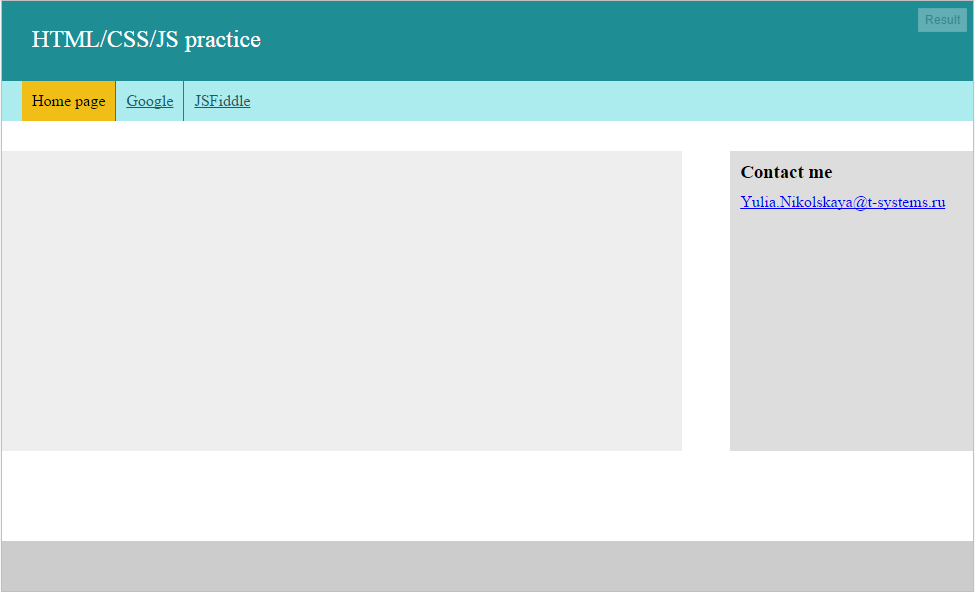 Result
HTML/CSS/JS practice
Home page Google JSFiddle
Contact me
Yulia.Nikolskaya@t-systems.ru